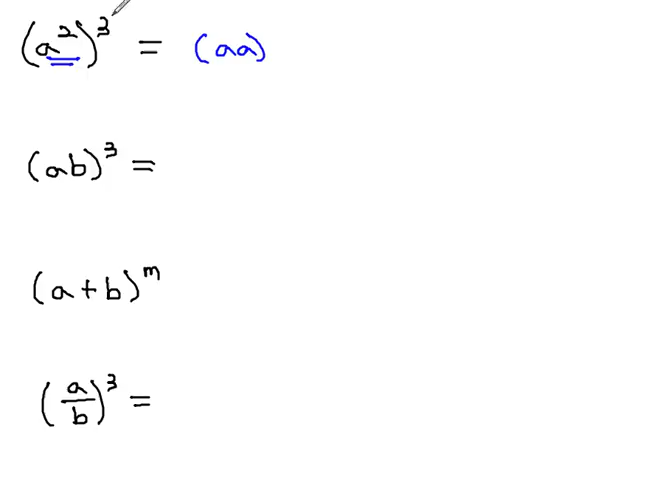 (a²)³ = (aa)
(ab)³ =
(a+b)ᵐ
(a/b)³ =